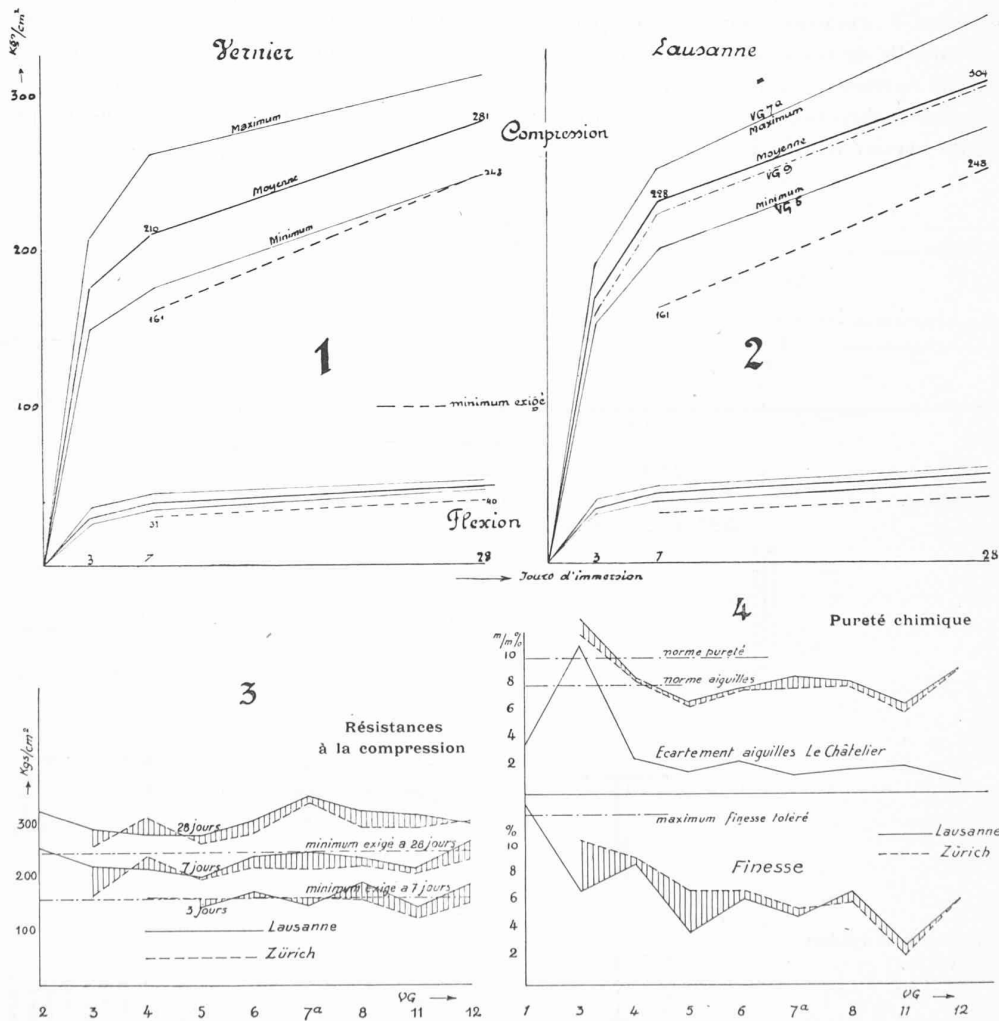 Kgs/cm²
300
200
100
Vernier
Maximum
Moyenne
Minimum
210
281
248
161
1
Compression
minimum exigé
31
40
Flexion
2
3
7
28
Jours d'immersion
Lausanne
VG 7a
Maximum
Moyenne
VG 9
Minimum
VG 5
228
304
248
161
2
2
3
7
28
3
Résistances
à la compression
Kgs/cm²
300
200
100
28 jours
minimum exigé à 28 jours
7 jours
minimum exigé à 7 jours
3 jours
Lausanne
Zürich
2 3 4 5 6 7a 8 11 12
VG
4
Pureté chimique
m/m%
10
8
6
4
2
norme pureté
norme aiguilles
Ecartement aiguilles Le Châtelier
%
10
8
6
4
2
maximum finesse toléré
Lausanne
Zürich
Finesse
1 3 4 5 6 7a 8 11 12
VG